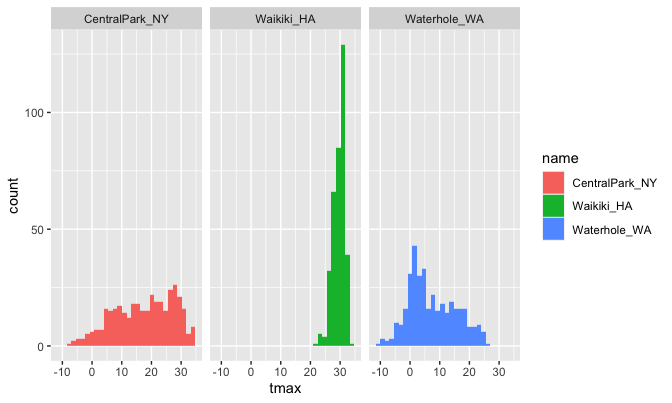 CentralPark_NY Waikiki_HA Waterhole_WA
100
50
0
count
-10 0 10 20 30 -10 0 10 20 30 -10 0 10 20 30
tmax
name
CentralPark_NY
Waikiki_HA
Waterhole_WA